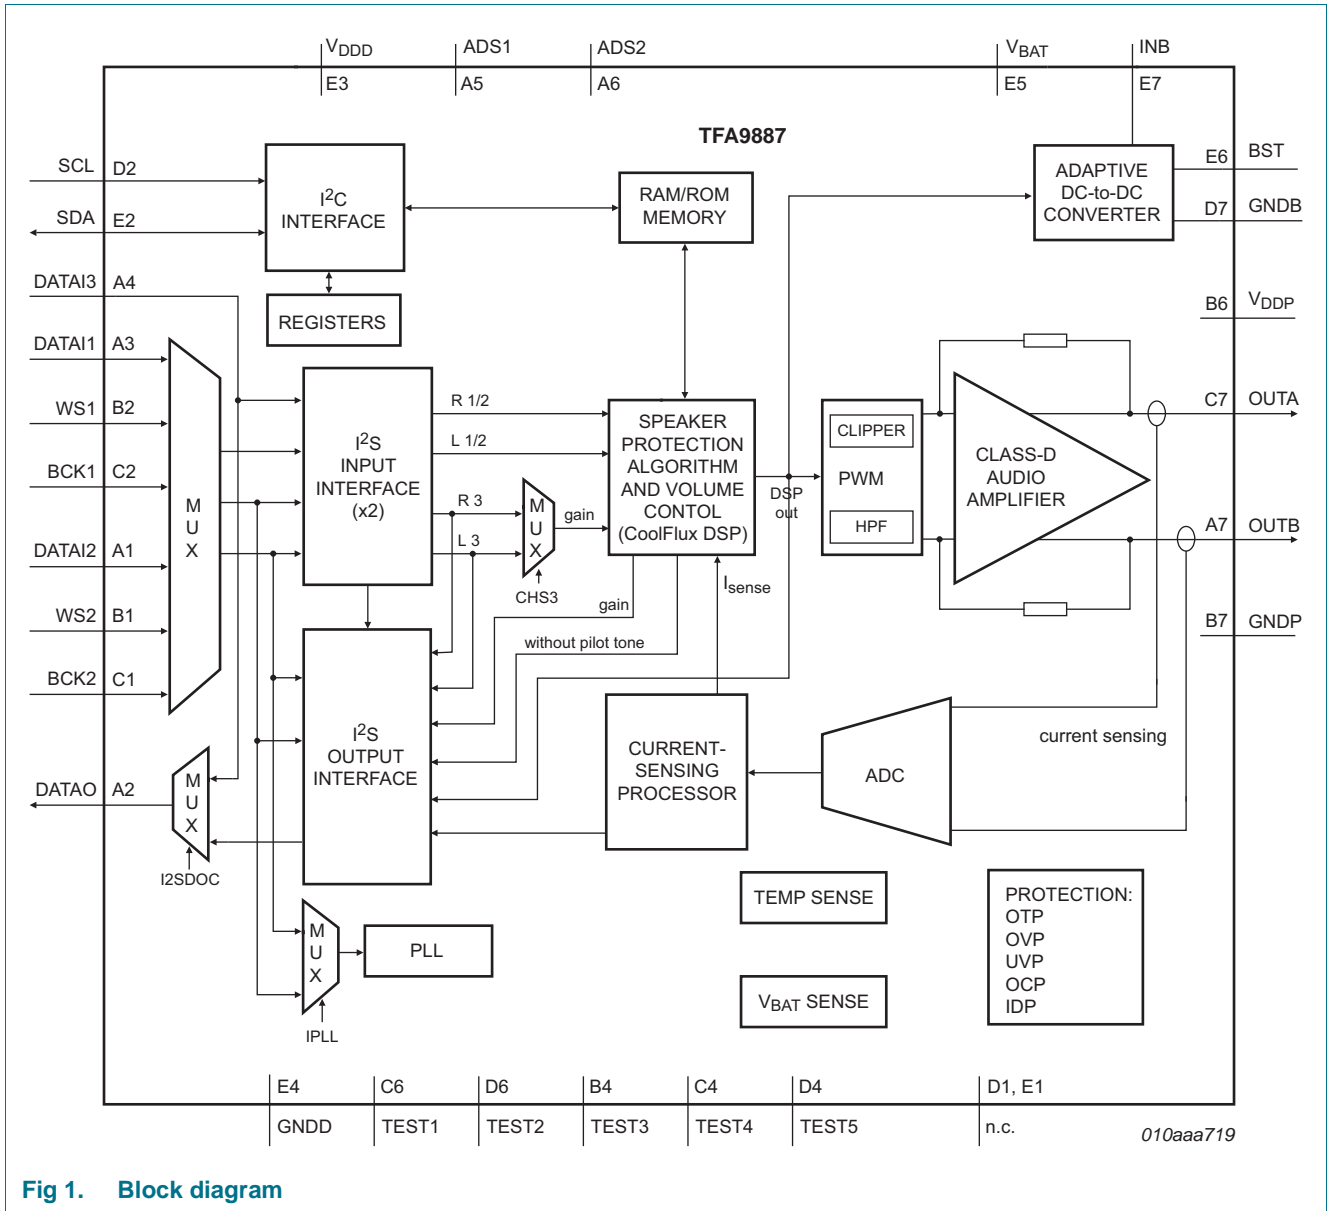 VDDD
ADS1
ADS2
VBAT
INB
E3
A5
A6
E5
E7
TFA9887
SCL
D2
SDA
E2
DATAI3
A4
DATAI1
A3
WS1
B2
BCK1
C2
DATAI2
A1
WS2
B1
BCK2
C1
DATAO
A2
I2C
INTERFACE
REGISTERS
RAM/ROM
MEMORY
ADAPTIVE
DC-to-DC
CONVERTER
E6
BST
D7
GNDB
B6
VDDP
C7
OUTA
A7
OUTB
B7
GNDP
M
U
X
I2S
INPUT
INTERFACE
(x2)
R 1/2
L 1/2
R 3
L 3
M
U
X
CHS3
gain
SPEAKER
PROTECTION
ALGORITHM
AND VOLUME
CONTOL
(CoolFlux DSP)
DSP
out
CLIPPER
PWM
HPF
CLASS-D
AUDIO
AMPLIFIER
Isense
gain
without pilot tone
I2S
OUTPUT
INTERFACE
CURRENT-
SENSING
PROCESSOR
ADC
current sensing
M
U
X
I2SDOC
M
U
X
IPLL
PLL
TEMP SENSE
VBAT SENSE
PROTECTION:
OTP
OVP
UVP
OCP
IDP
E4
C6
D6
B4
C4
D4
D1, E1
GNDD
TEST1
TEST2
TEST3
TEST4
TEST5
n.c.
010aaa719
Fig 1. Block diagram